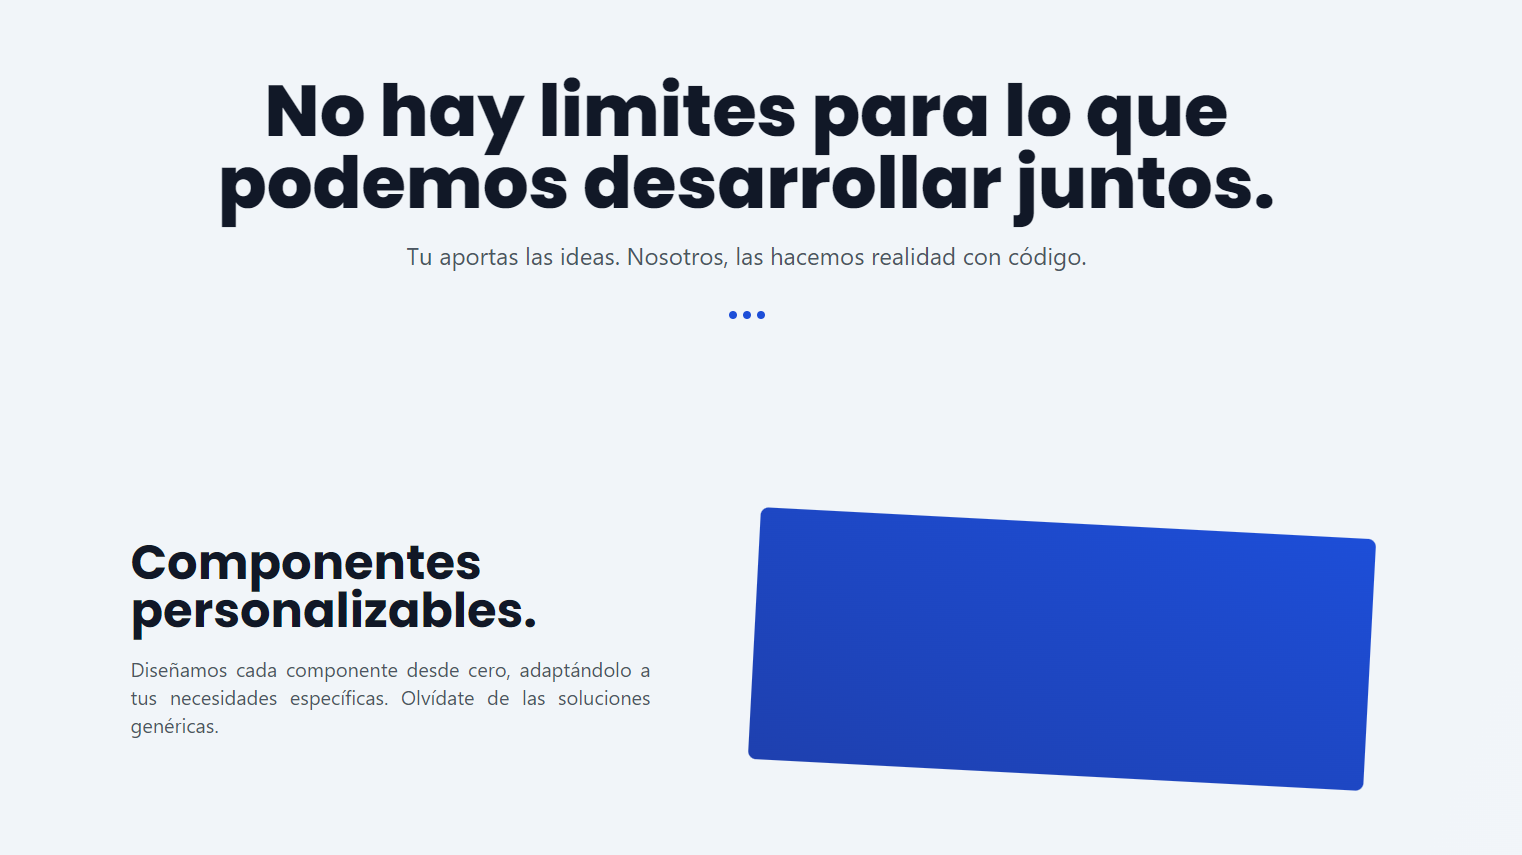 No hay limites para lo que
podemos desarrollar juntos.
Tu aportas las ideas. Nosotros, las hacemos realidad con código.
Componentes
personalizables.
Diseñamos cada componente desde cero, adaptándolo a
tus necesidades específicas. Olvídate de las soluciones
genéricas.